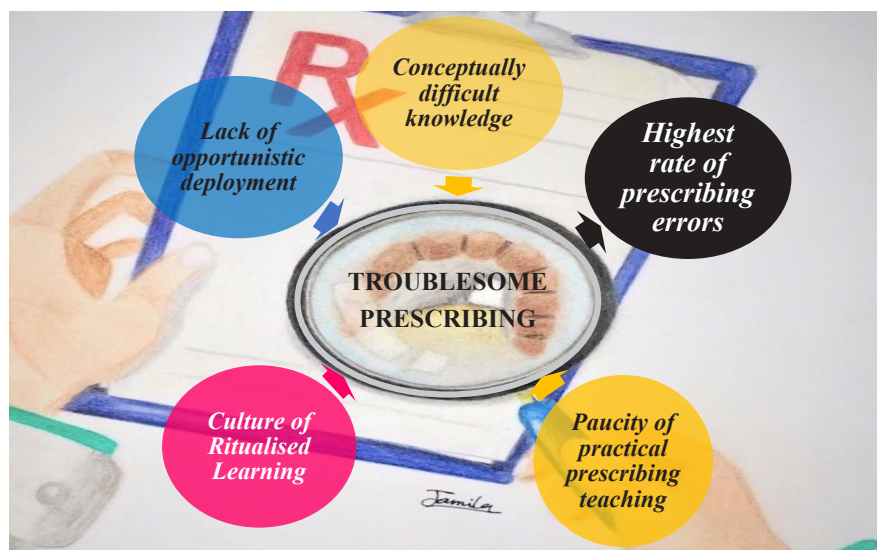 Rx
Conceptually
difficult
knowledge
Lack of
opportunistic
deployment
Highest
rate of
prescribing
errors
TROUBLESOME
PRESCRIBING
Culture of
Ritualised
Learning
Paucity of
practical
prescribing
teaching
Jamila